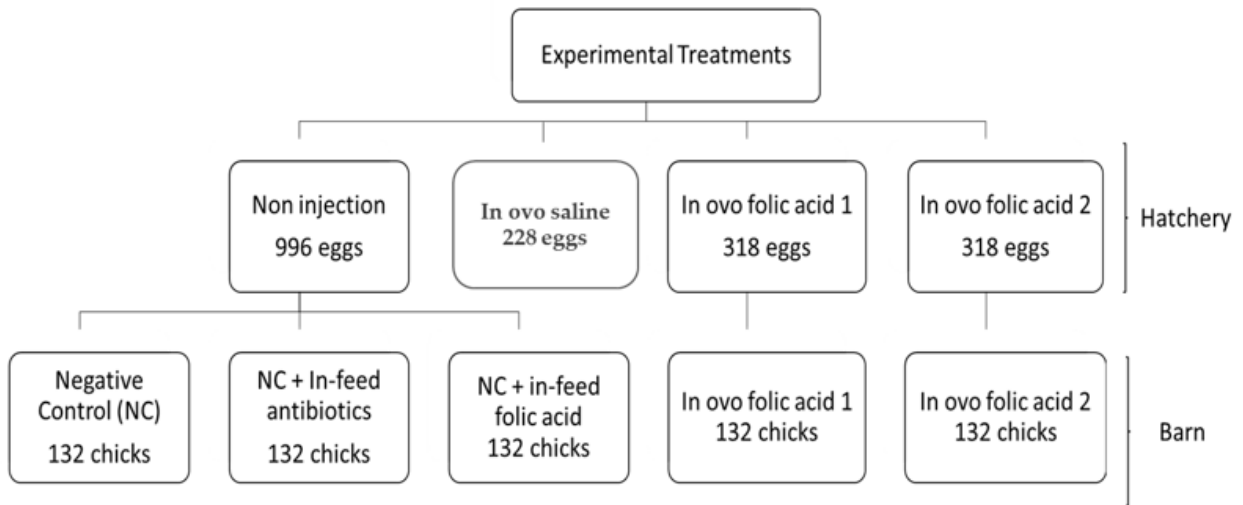 Experimental Treatments
Non injection
996 eggs
In ovo saline
228 eggs
In ovo folic acid 1
318 eggs
In ovo folic acid 2
318 eggs
Hatchery
Negative
Control (NC)
132 chicks
NC + In-feed
antibiotics
132 chicks
NC + in-feed
folic acid
132 chicks
In ovo folic acid 1
132 chicks
In ovo folic acid 2
132 chicks
Barn